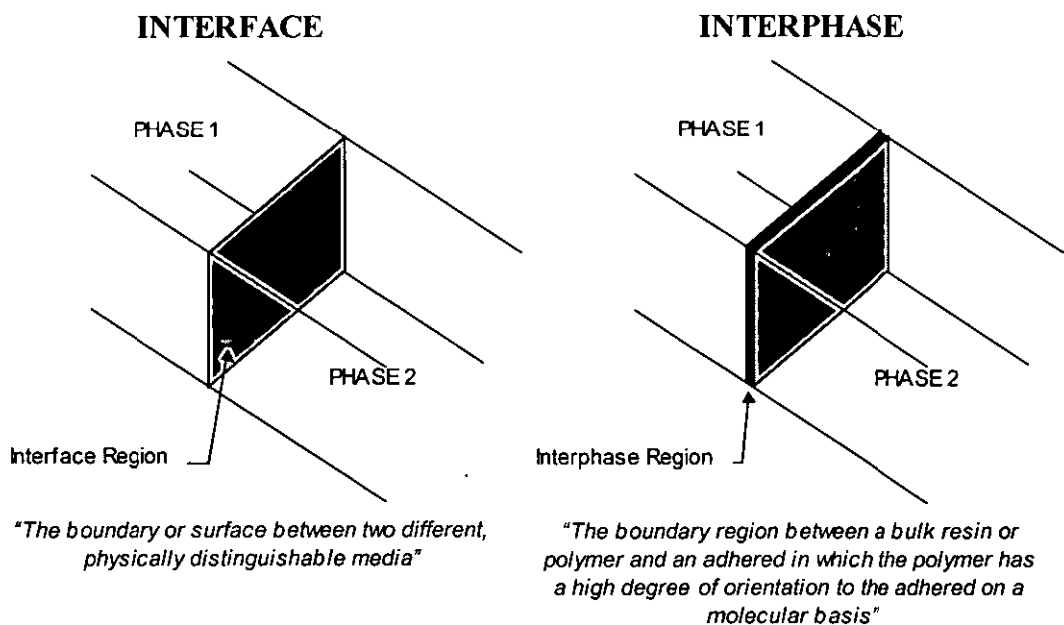 INTERFACE
PHASE 1
PHASE 2
Interface Region
"The boundary or surface between two different,
physically distinguishable media"
INTERPHASE
PHASE 1
PHASE 2
Interphase Region
"The boundary region between a bulk resin or
polymer and an adhered in which the polymer has
a high degree of orientation to the adhered on a
molecular basis"